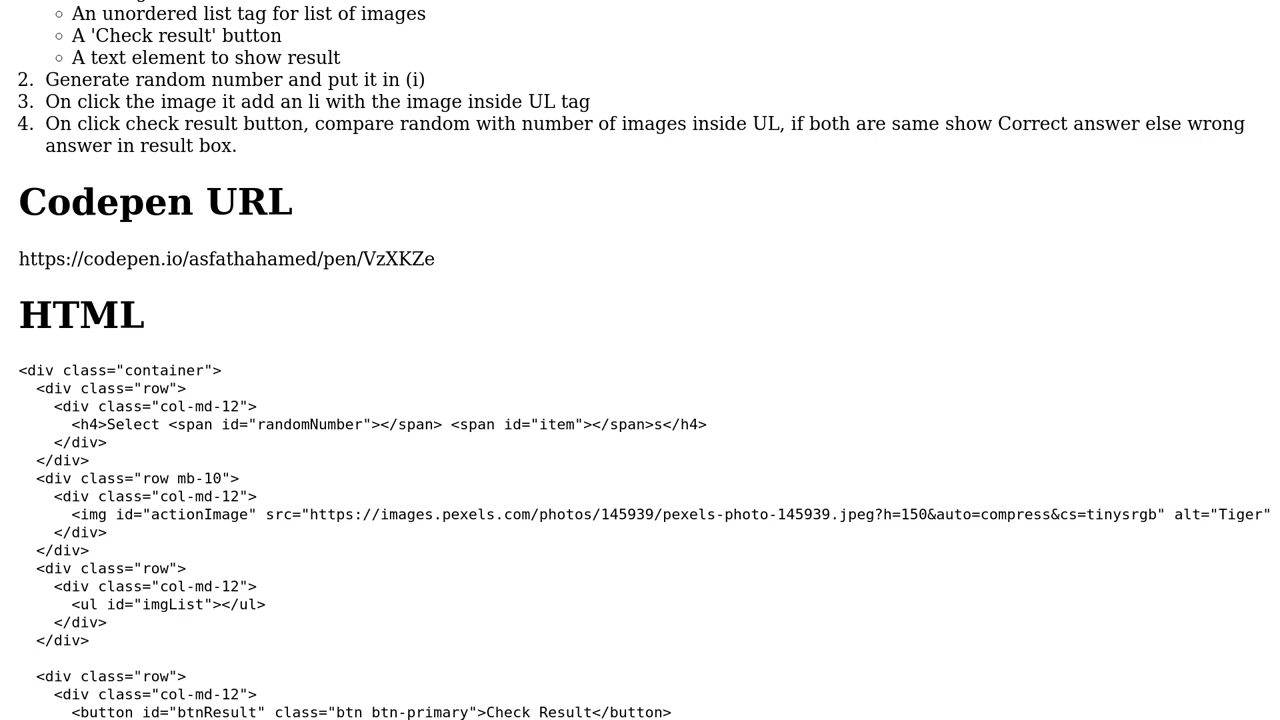 An unordered list tag for list of images
A 'Check result' button
A text element to show result
2. Generate random number and put it in (i)
3. On click the image it add an li with the image inside UL tag
4. On click check result button, compare random with number of images inside UL, if both are same show Correct answer else wrong
answer in result box.
Codepen URL
https://codepen.io/asfathahamed/pen/VzXKZe
HTML
<div class="container">
  <div class="row">
    <div class="col-md-12">
      <h4>Select <span id="randomNumber"></span> <span id="item"></span>s</h4>
    </div>
  </div>
  <div class="row mb-10">
    <div class="col-md-12">
      <img id="actionImage" src="https://images.pexels.com/photos/145939/pexels-photo-145939.jpeg?h=150&auto=compress&cs=tinysrgb" alt="Tiger"
    </div>
  </div>
  <div class="row">
    <div class="col-md-12">
      <ul id="imgList"></ul>
    </div>
  </div>
  <div class="row">
    <div class="col-md-12">
      <button id="btnResult" class="btn btn-primary">Check Result</button>